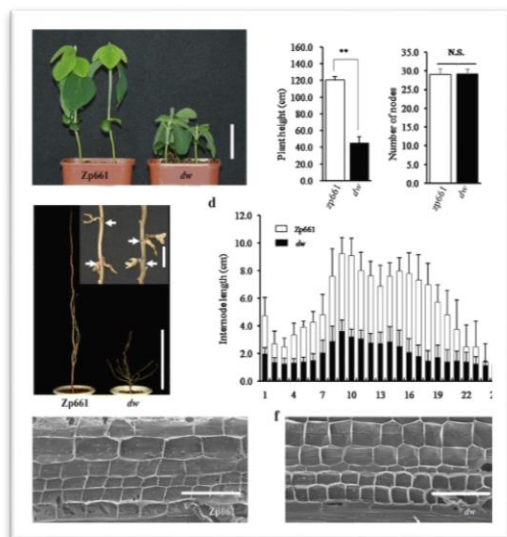 Zp661
dw
160.0
140.0
120.0
100.0
80.0
60.0
40.0
20.0
0.0
Plant height (cm)
**
zp661
dw
35.0
30.0
25.0
20.0
15.0
10.0
5.0
0.0
Number of nodes
N.S.
zp661
dw
Zp661
dw
d
12.0
10.0
8.0
6.0
4.0
2.0
0.0
Internode length (cm)
Zp661
dw
1
4
7
10
13
16
19
22
Zp661
f
dw